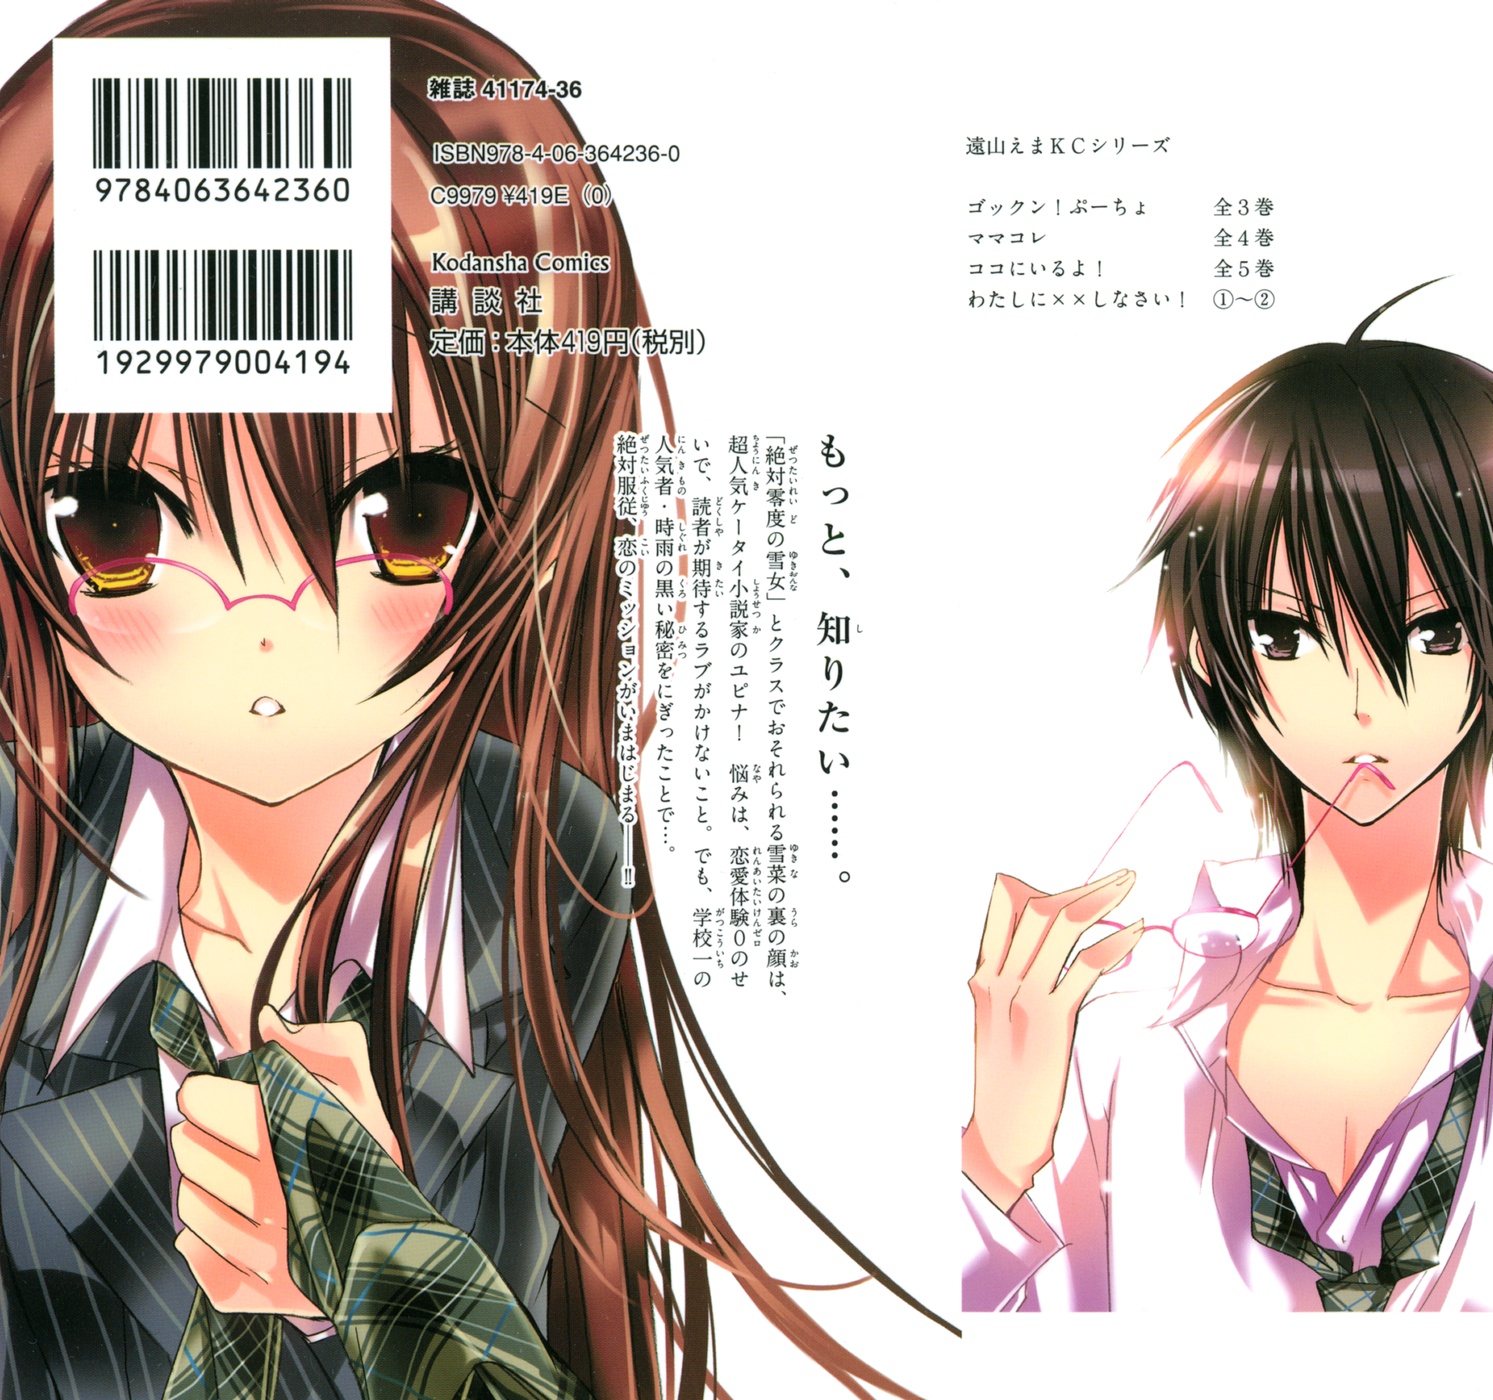 9784063642360
1929979004194
雑誌 41174-36
ISBN978-4-06-364236-0
C9979 ¥419E (0)
Kodansha Comics
講談社
定価:本体419円(税別)
もっと、知りたい……。
「絶対零度の雪女」とクラスでおそれられる雪菜の裏の顔は、
超人気ケータイ小説家のユピナ! 悩みは、恋愛体験0のせ
いで、読者が期待するラブがかけないこと。でも、学校一の
人気者・時雨の黒い秘密をにぎったことで…。
絶対服従、恋のミッションがいまはじまる――!!
遠山えまKCシリーズ
ゴックン!ぷーちょ 全3巻
ママコレ 全4巻
ココにいるよ! 全5巻
わたしに××しなさい! ①〜②